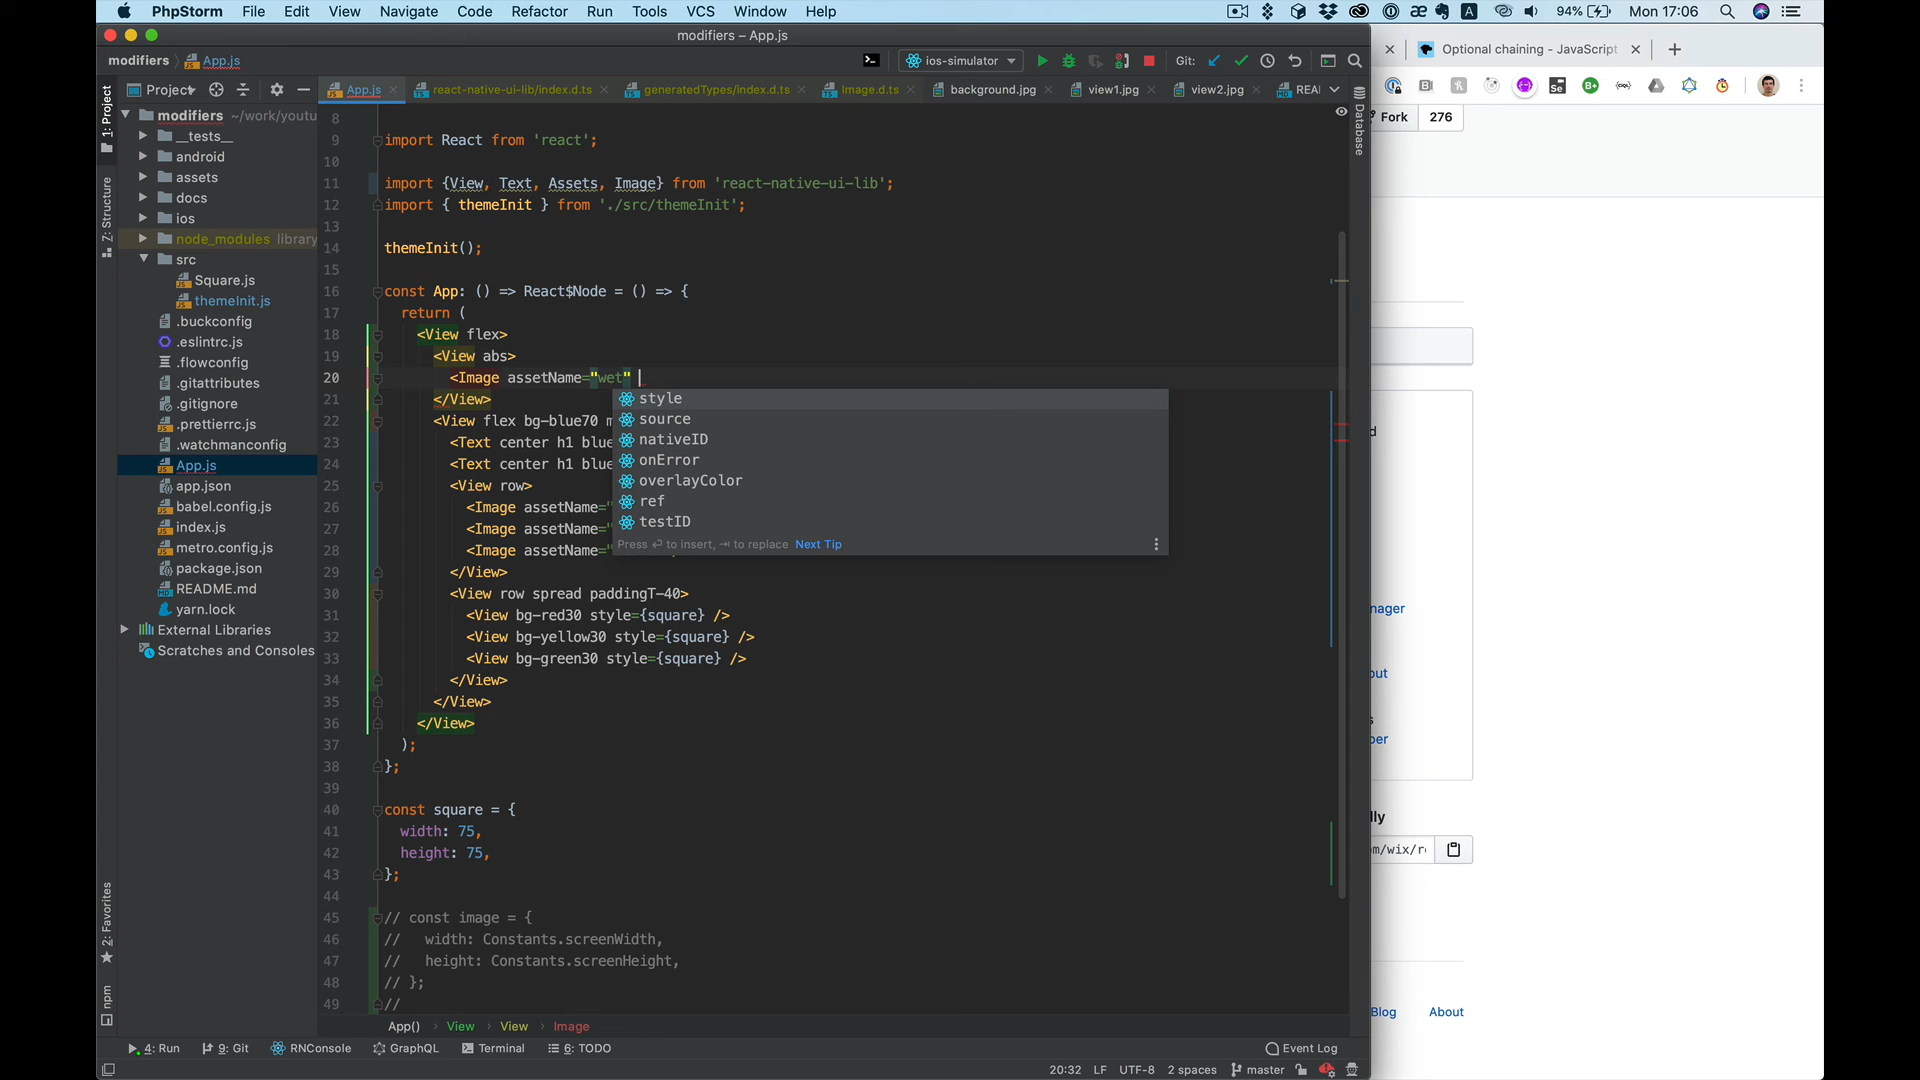 PhpStorm File Edit View Navigate Code Refactor Run Tools VCS Window Help 94% Mon 17:06
modifiers – App.js
modifiers App.js ios-simulator Git:
Optional chaining - JavaScript
Project
App.js react-native-ui-lib/index.d.ts generatedTypes/index.d.ts Image.d.ts background.jpg view1.jpg view2.jpg REA
1: Project
Z: Structure
2: Favorites
npm
Database
modifiers ~/work/youtu
__tests__
android
assets
docs
ios
node_modules library
src
Square.js
themeInit.js
.buckconfig
.eslintrc.js
.flowconfig
.gitattributes
.gitignore
.prettierrc.js
.watchmanconfig
App.js
app.json
babel.config.js
index.js
metro.config.js
package.json
README.md
yarn.lock
External Libraries
Scratches and Consoles
8
9 import React from 'react';
10
11 import {View, Text, Assets, Image} from 'react-native-ui-lib';
12 import { themeInit } from './src/themeInit';
13
14 themeInit();
15
16 const App: () => React$Node = () => {
17 return (
18 <View flex>
19 <View abs>
20 <Image assetName="wet"
21 </View>
22 <View flex bg-blue70 m
23 <Text center h1 blue
24 <Text center h1 blue
25 <View row>
26 <Image assetName="
27 <Image assetName="
28 <Image assetName="
29 </View>
30 <View row spread paddingT-40>
31 <View bg-red30 style={square} />
32 <View bg-yellow30 style={square} />
33 <View bg-green30 style={square} />
34 </View>
35 </View>
36 </View>
37 );
38 };
39
40 const square = {
41 width: 75,
42 height: 75,
43 };
44
45 // const image = {
46 // width: Constants.screenWidth,
47 // height: Constants.screenHeight,
48 // };
49 //
style
source
nativeID
onError
overlayColor
ref
testID
Press ⏎ to insert, ⇥ to replace Next Tip
App() › View › View › Image
4: Run 9: Git RNConsole GraphQL Terminal 6: TODO Event Log
20:32 LF UTF-8 2 spaces master
Fork 276
d
nager
out
s
per
lly
om/wix/r
Blog About